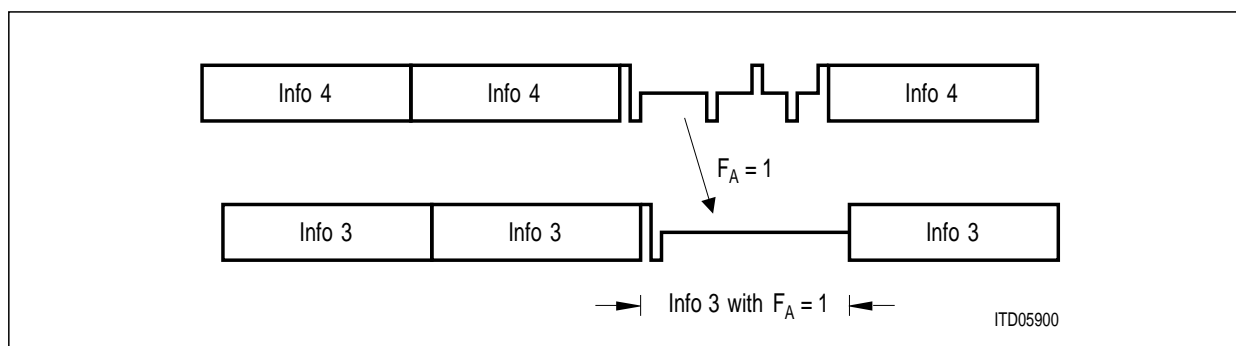 Info 4 Info 4 Info 4
F_A = 1
Info 3 Info 3 Info 3
Info 3 with F_A = 1
ITD05900